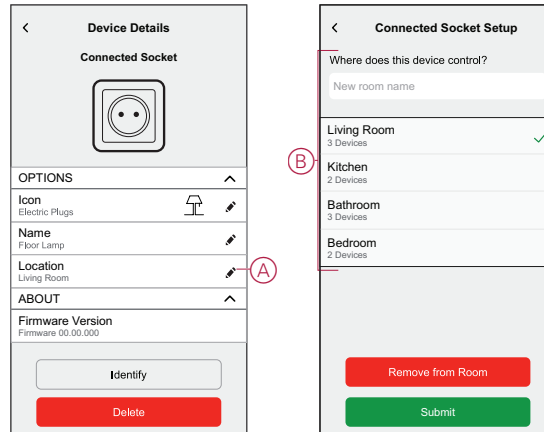 Device Details
Connected Socket
OPTIONS
Icon
Electric Plugs
Name
Floor Lamp
Location
Living Room
A
ABOUT
Firmware Version
Firmware 00.00.000
Identify
Delete
Connected Socket Setup
Where does this device control?
New room name
B
Living Room
3 Devices
Kitchen
2 Devices
Bathroom
3 Devices
Bedroom
2 Devices
Remove from Room
Submit